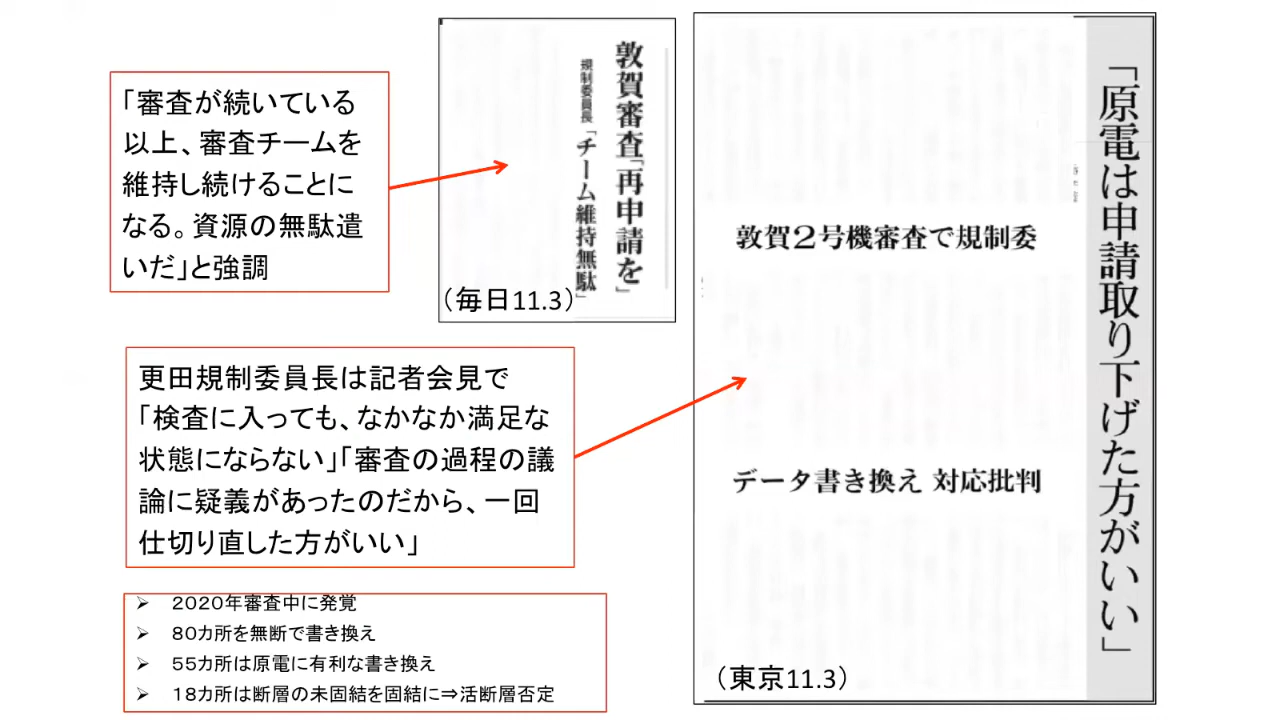 「審査が続いている
以上、審査チームを
維持し続けることに
なる。資源の無駄遣
いだ」と強調
敦賀審査「再申請を」
規制委員長「チーム維持無駄」
（毎日11.3）
「原電は申請取り下げた方がいい」
敦賀２号機審査で規制委
データ書き換え 対応批判
（東京11.3）
更田規制委員長は記者会見で
「検査に入っても、なかなか満足な
状態にならない」「審査の過程の議
論に疑義があったのだから、一回
仕切り直した方がいい」
➢ 2020年審査中に発覚
➢ 80カ所を無断で書き換え
➢ 55カ所は原電に有利な書き換え
➢ 18カ所は断層の未固結を固結に⇒活断層否定